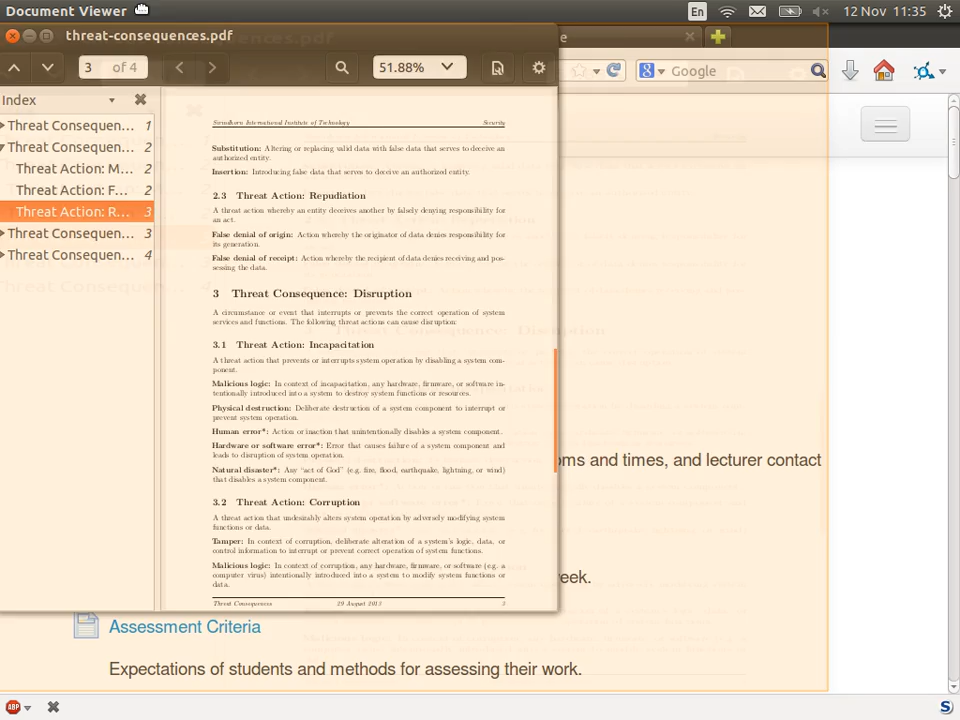 Document Viewer
En
12 Nov 11:35
threat-consequences.pdf
3 of 4
51.88%
Google
Index
Threat Consequen... 1
Threat Consequen... 2
Threat Action: M... 2
Threat Action: F... 2
Threat Action: R... 3
Threat Consequen... 3
Threat Consequen... 4
Sirindhorn International Institute of Technology Security
Substitution: Altering or replacing valid data with false data that serves to deceive an
authorized entity.
Insertion: Introducing false data that serves to deceive an authorized entity.
2.3 Threat Action: Repudiation
A threat action whereby an entity deceives another by falsely denying responsibility for
an act.
False denial of origin: Action whereby the originator of data denies responsibility for
its generation.
False denial of receipt: Action whereby the recipient of data denies receiving and pos-
sessing the data.
3 Threat Consequence: Disruption
A circumstance or event that interrupts or prevents the correct operation of system
services and functions. The following threat actions can cause disruption:
3.1 Threat Action: Incapacitation
A threat action that prevents or interrupts system operation by disabling a system com-
ponent.
Malicious logic: In context of incapacitation, any hardware, firmware, or software in-
tentionally introduced into a system to destroy system functions or resources.
Physical destruction: Deliberate destruction of a system component to interrupt or
prevent system operation.
Human error*: Action or inaction that unintentionally disables a system component.
Hardware or software error*: Error that causes failure of a system component and
leads to disruption of system operation.
Natural disaster*: Any "act of God" (e.g. fire, flood, earthquake, lightning, or wind)
that disables a system component.
3.2 Threat Action: Corruption
A threat action that undesirably alters system operation by adversely modifying system
functions or data.
Tamper: In context of corruption, deliberate alteration of a system's logic, data, or
control information to interrupt or prevent correct operation of system functions.
Malicious logic: In context of corruption, any hardware, firmware, or software (e.g. a
computer virus) intentionally introduced into a system to modify system functions or
data.
Threat Consequences 29 August 2013 3
oms and times, and lecturer contact
eek.
Assessment Criteria
Expectations of students and methods for assessing their work.
ABP
S